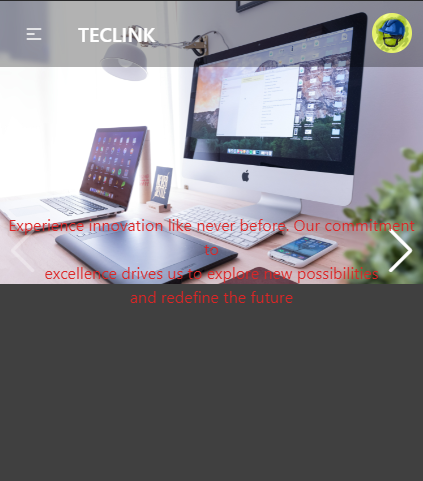 TECLINK
Experience innovation like never before. Our commitment
to
excellence drives us to explore new possibilities
and redefine the future